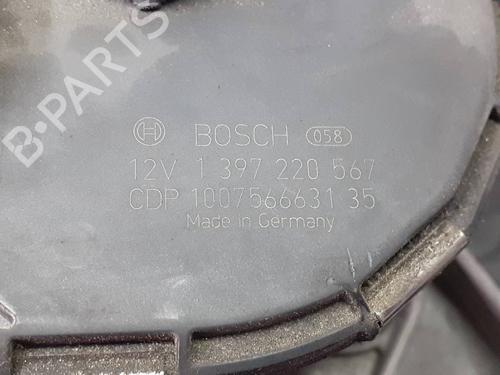 BOSCH 058
12V 1 397 220 567
CDP 1007566631 35
Made in Germany
B-PARTS